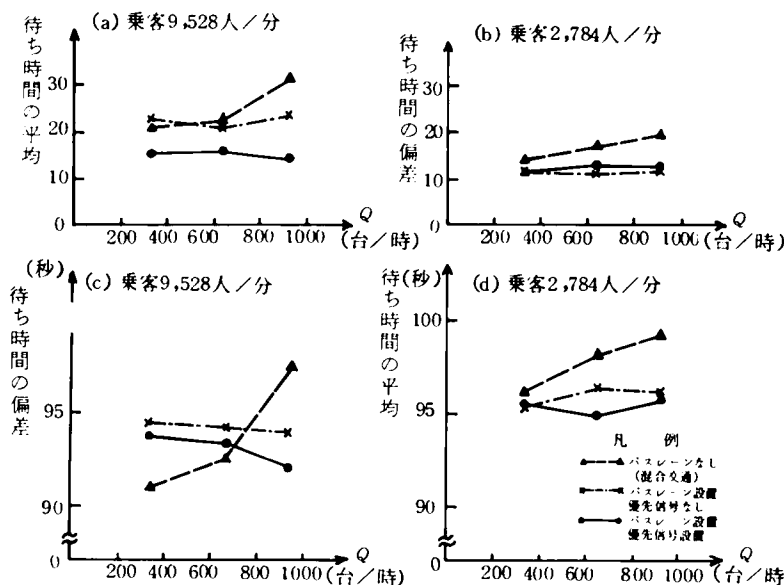 (a) 乗客9,528人/分
待ち時間の平均
30
20
10
0
200 400 600 800 1000
Q
(台/時)
(b) 乗客2,784人/分
待ち時間の偏差
30
20
10
0
200 400 600 800 1000
Q
(台/時)
(秒)
(c) 乗客9,528人/分
待ち時間の偏差
95
90
0
200 400 600 800 1000
Q
(台/時)
(秒)
(d) 乗客2,784人/分
待ち時間の平均
100
95
90
0
200 400 600 800 1000
Q
(台/時)
凡 例
バスレーンなし
(混合交通)
バスレーン設置
優先信号なし
バスレーン設置
優先信号設置